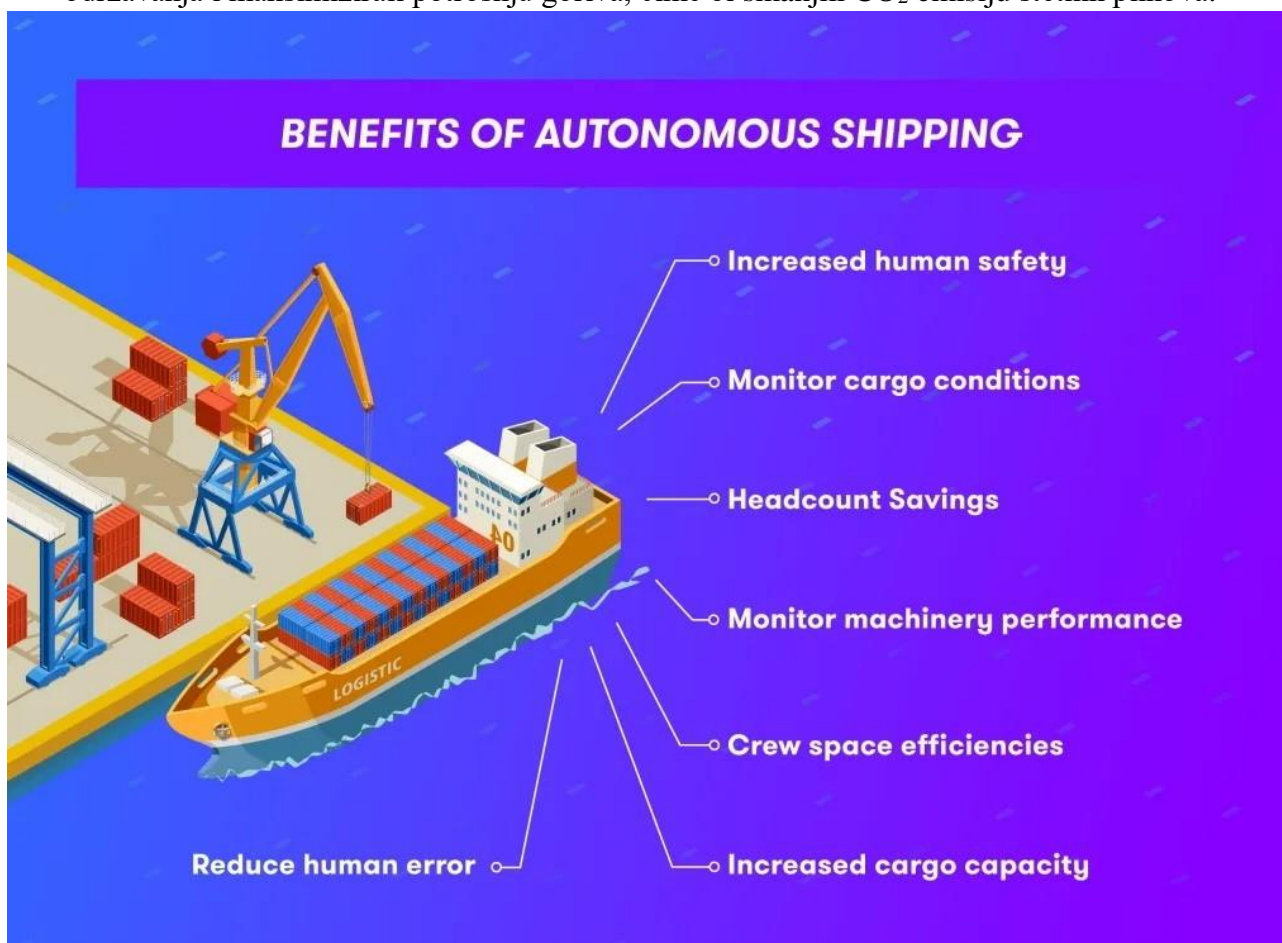 BENEFITS OF AUTONOMOUS SHIPPING
Increased human safety
Monitor cargo conditions
Headcount Savings
Monitor machinery performance
LOGISTIC
Crew space efficiencies
Reduce human error
Increased cargo capacity